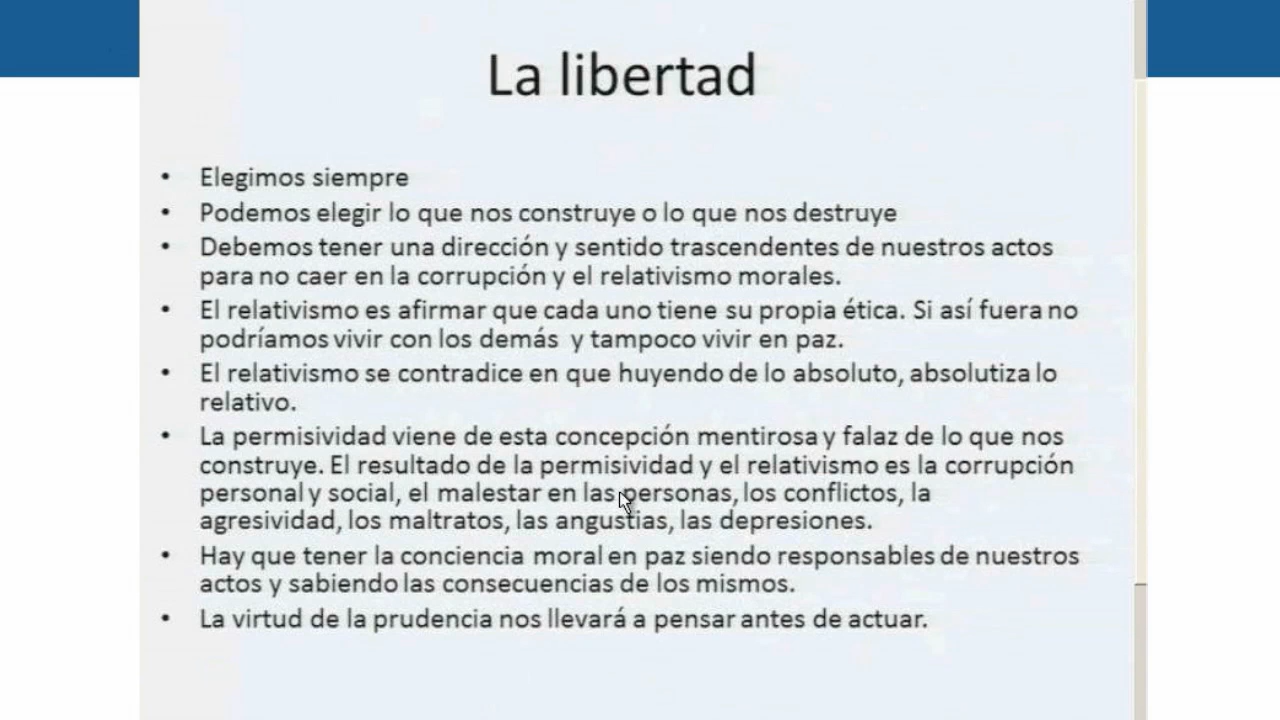 La libertad
• Elegimos siempre
• Podemos elegir lo que nos construye o lo que nos destruye
• Debemos tener una dirección y sentido trascendentes de nuestros actos
para no caer en la corrupción y el relativismo morales.
• El relativismo es afirmar que cada uno tiene su propia ética. Si así fuera no
podríamos vivir con los demás y tampoco vivir en paz.
• El relativismo se contradice en que huyendo de lo absoluto, absolutiza lo
relativo.
• La permisividad viene de esta concepción mentirosa y falaz de lo que nos
construye. El resultado de la permisividad y el relativismo es la corrupción
personal y social, el malestar en las personas, los conflictos, la
agresividad, los maltratos, las angustias, las depresiones.
• Hay que tener la conciencia moral en paz siendo responsables de nuestros
actos y sabiendo las consecuencias de los mismos.
• La virtud de la prudencia nos llevará a pensar antes de actuar.